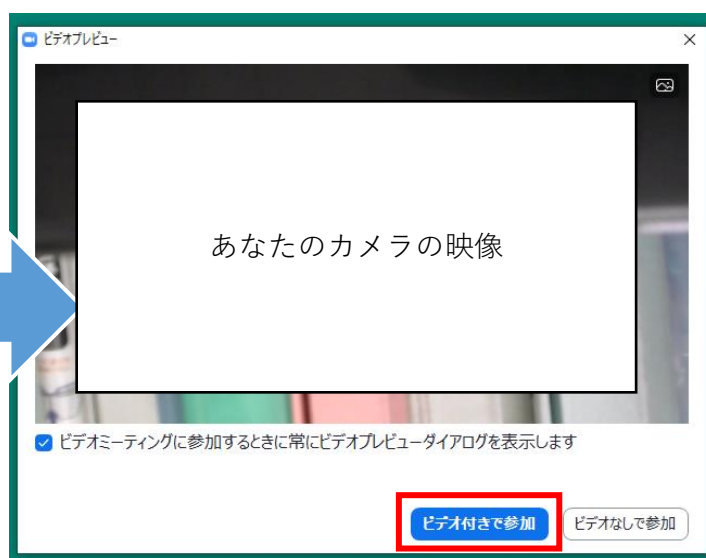 ビデオプレビュー
あなたのカメラの映像
ビデオミーティングに参加するときに常にビデオプレビューダイアログを表示します
ビデオ付きで参加
ビデオなしで参加